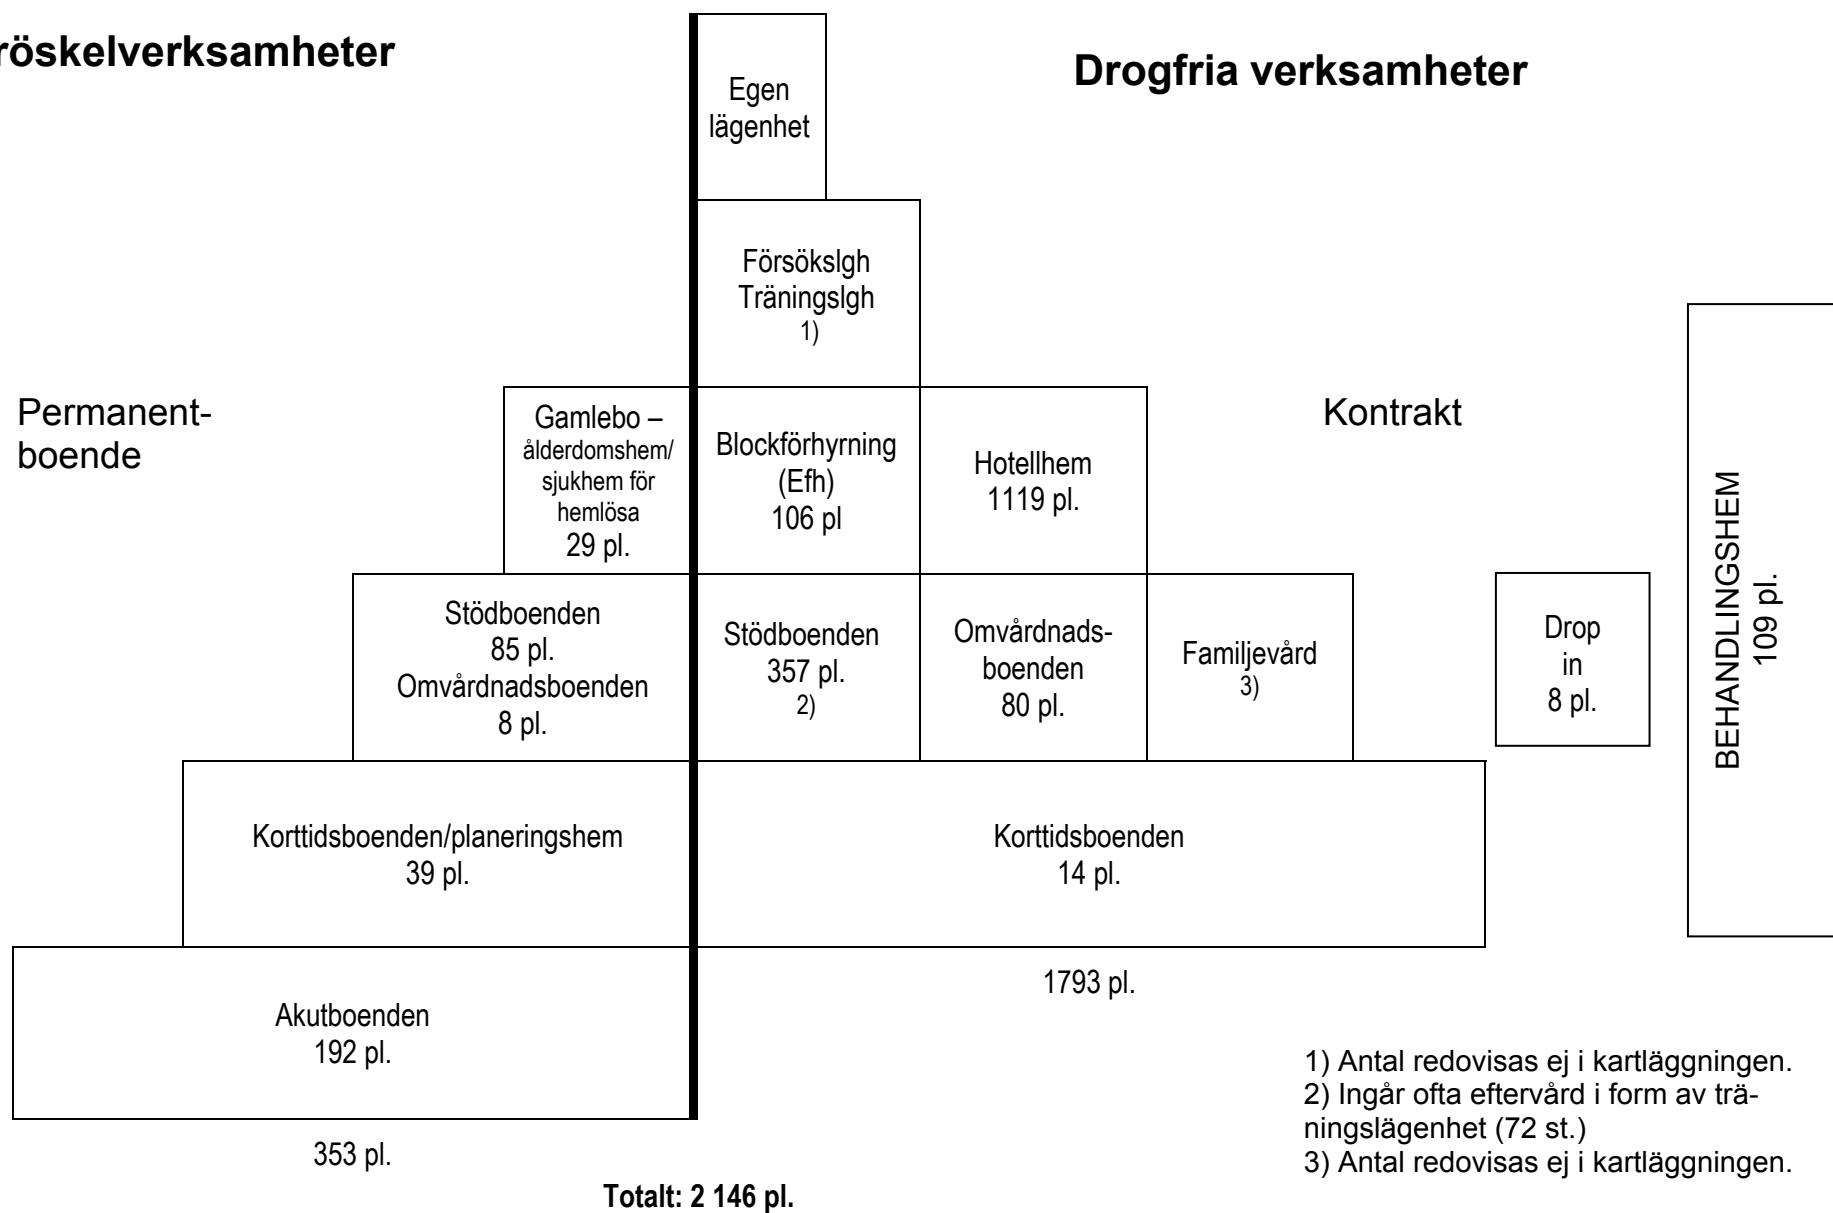 röskelverksamheter
Drogfria verksamheter
Egen
lägenhet
Försökslgh
Träningslgh
1)
Permanent-
boende
Gamlebo –
ålderdomshem/
sjukhem för
hemlösa
29 pl.
Blockförhyrning
(Efh)
106 pl
Hotellhem
1119 pl.
Kontrakt
Stödboenden
85 pl.
Omvårdnadsboenden
8 pl.
Stödboenden
357 pl.
2)
Omvårdnads-
boenden
80 pl.
Familjevård
3)
Drop
in
8 pl.
BEHANDLINGSHEM
109 pl.
Korttidsboenden/planeringshem
39 pl.
Korttidsboenden
14 pl.
Akutboenden
192 pl.
1793 pl.
353 pl.
1) Antal redovisas ej i kartläggningen.
2) Ingår ofta eftervård i form av trä-
ningslägenhet (72 st.)
3) Antal redovisas ej i kartläggningen.
Totalt: 2 146 pl.